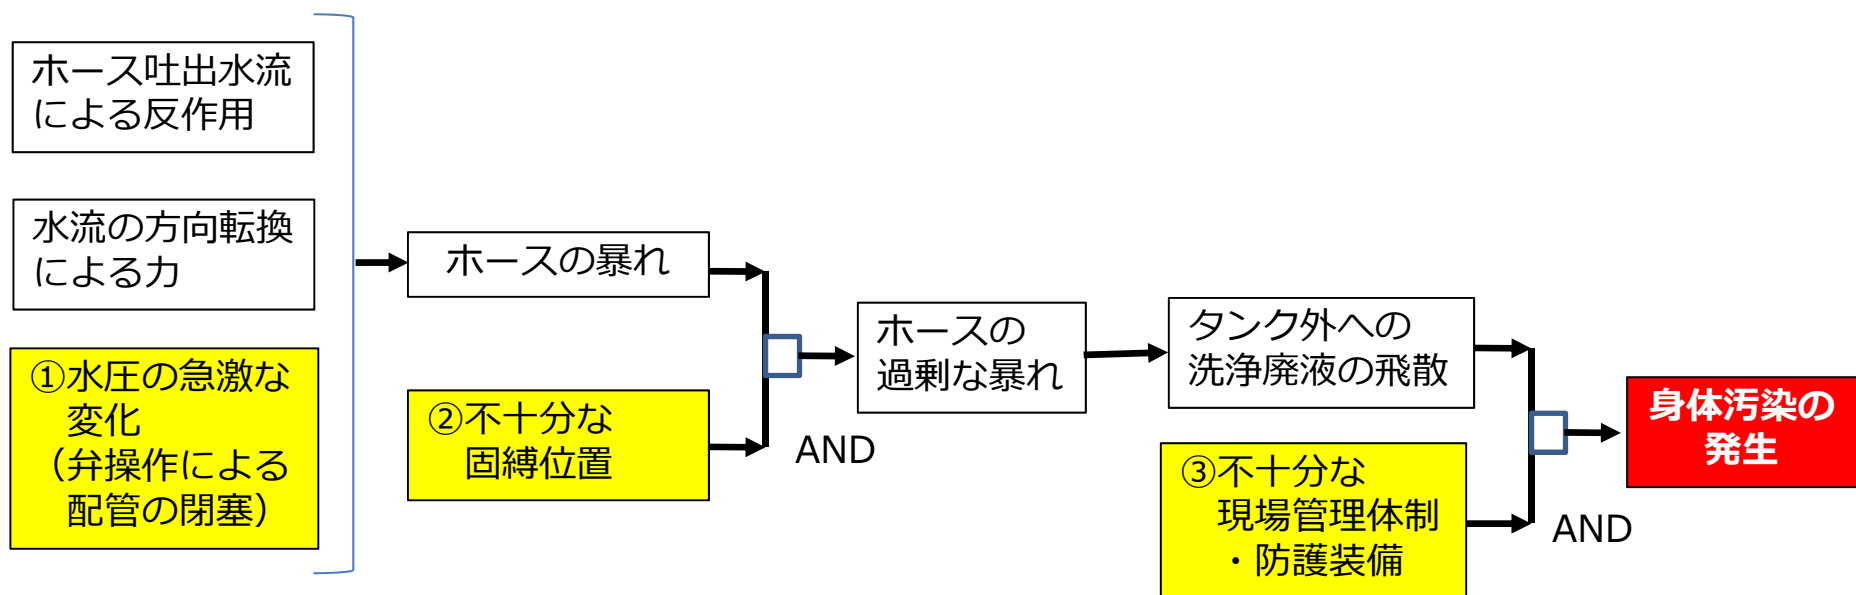 ホース吐出水流
による反作用
水流の方向転換
による力
①水圧の急激な
変化
（弁操作による
配管の閉塞）
ホースの暴れ
②不十分な
固縛位置
AND
ホースの
過剰な暴れ
タンク外への
洗浄廃液の飛散
③不十分な
現場管理体制
・防護装備
AND
身体汚染の
発生